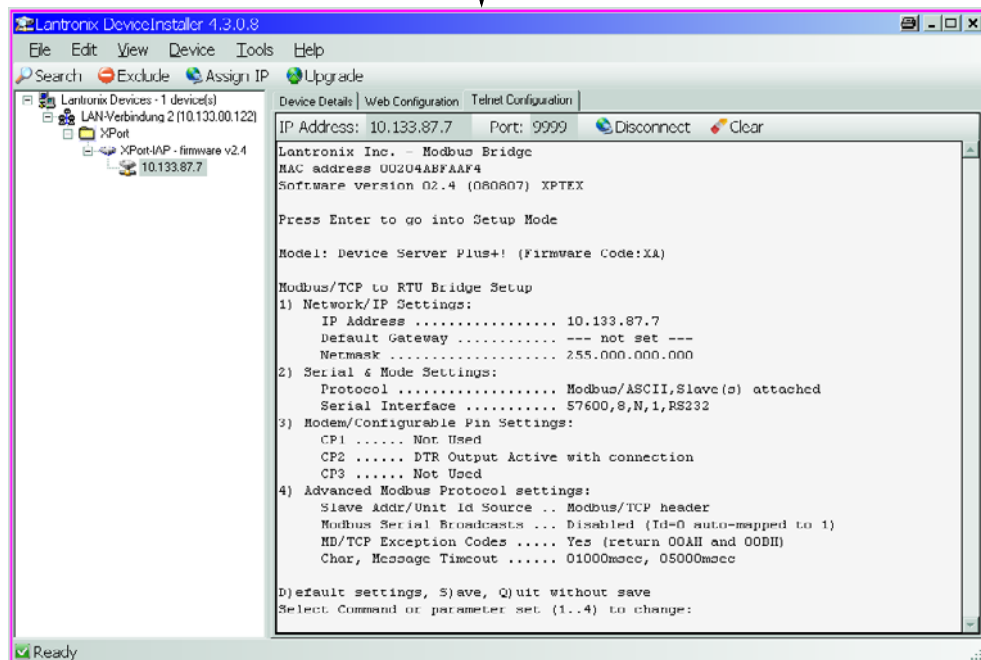 Lantronix DeviceInstaller 4.3.0.8
File Edit View Device Tools Help
Search Exclude Assign IP Upgrade
Lantronix Devices - 1 device(s)
LAN-Verbindung 2 (10.133.80.122)
XPort
XPort-IAP - firmware v2.4
10.133.87.7
Device Details Web Configuration Telnet Configuration
IP Address: 10.133.87.7 Port: 9999 Disconnect Clear
Lantronix Inc. - Modbus Bridge
MAC address 00204ABFAAF4
Software version 02.4 (080807) XPTEX
Press Enter to go into Setup Mode
Model: Device Server Plus+! (Firmware Code:XA)
Modbus/TCP to RTU Bridge Setup
1) Network/IP Settings:
IP Address ................. 10.133.87.7
Default Gateway ............ --- not set ---
Netmask .................... 255.000.000.000
2) Serial & Mode Settings:
Protocol ................... Modbus/ASCII,Slave(s) attached
Serial Interface ........... 57600,8,N,1,RS232
3) Modem/Configurable Pin Settings:
CP1 ...... Not Used
CP2 ...... DTR Output Active with connection
CP3 ...... Not Used
4) Advanced Modbus Protocol settings:
Slave Addr/Unit Id Source .. Modbus/TCP header
Modbus Serial Broadcasts ... Disabled (Id=0 auto-mapped to 1)
MB/TCP Exception Codes ..... Yes (return 00AH and 00BH)
Char, Message Timeout ...... 01000msec, 05000msec
D)efault settings, S)ave, Q)uit without save
Select Command or parameter set (1..4) to change:
Ready